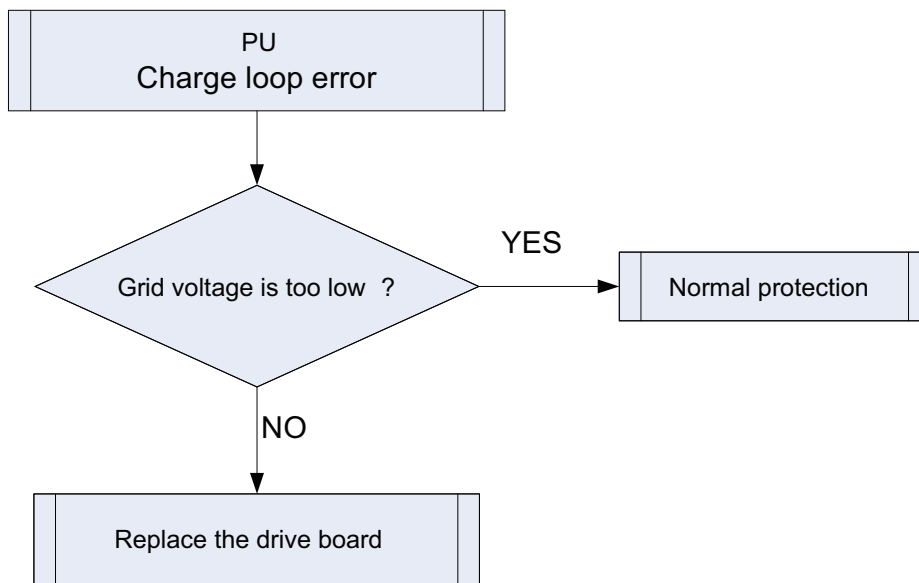 PU
Charge loop error
Grid voltage is too low ?
YES
Normal protection
NO
Replace the drive board